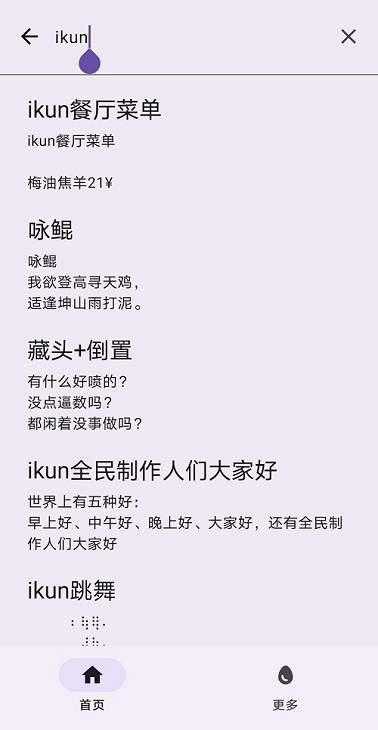 ikun
ikun餐厅菜单
ikun餐厅菜单
梅油焦羊21¥
咏鲲
咏鲲
我欲登高寻天鸡，
适逢坤山雨打泥。
藏头+倒置
有什么好喷的？
没点逼数吗？
都闲着没事做吗？
ikun全民制作人们大家好
世界上有五种好：
早上好、中午好、晚上好、大家好，还有全民制
作人们大家好
ikun跳舞
首页
更多